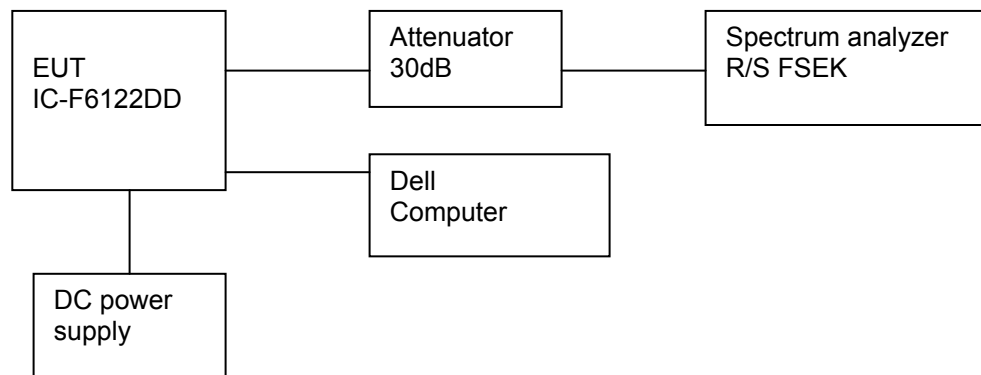 EUT
IC-F6122DD
Attenuator
30dB
Spectrum analyzer
R/S FSEK
Dell
Computer
DC power
supply